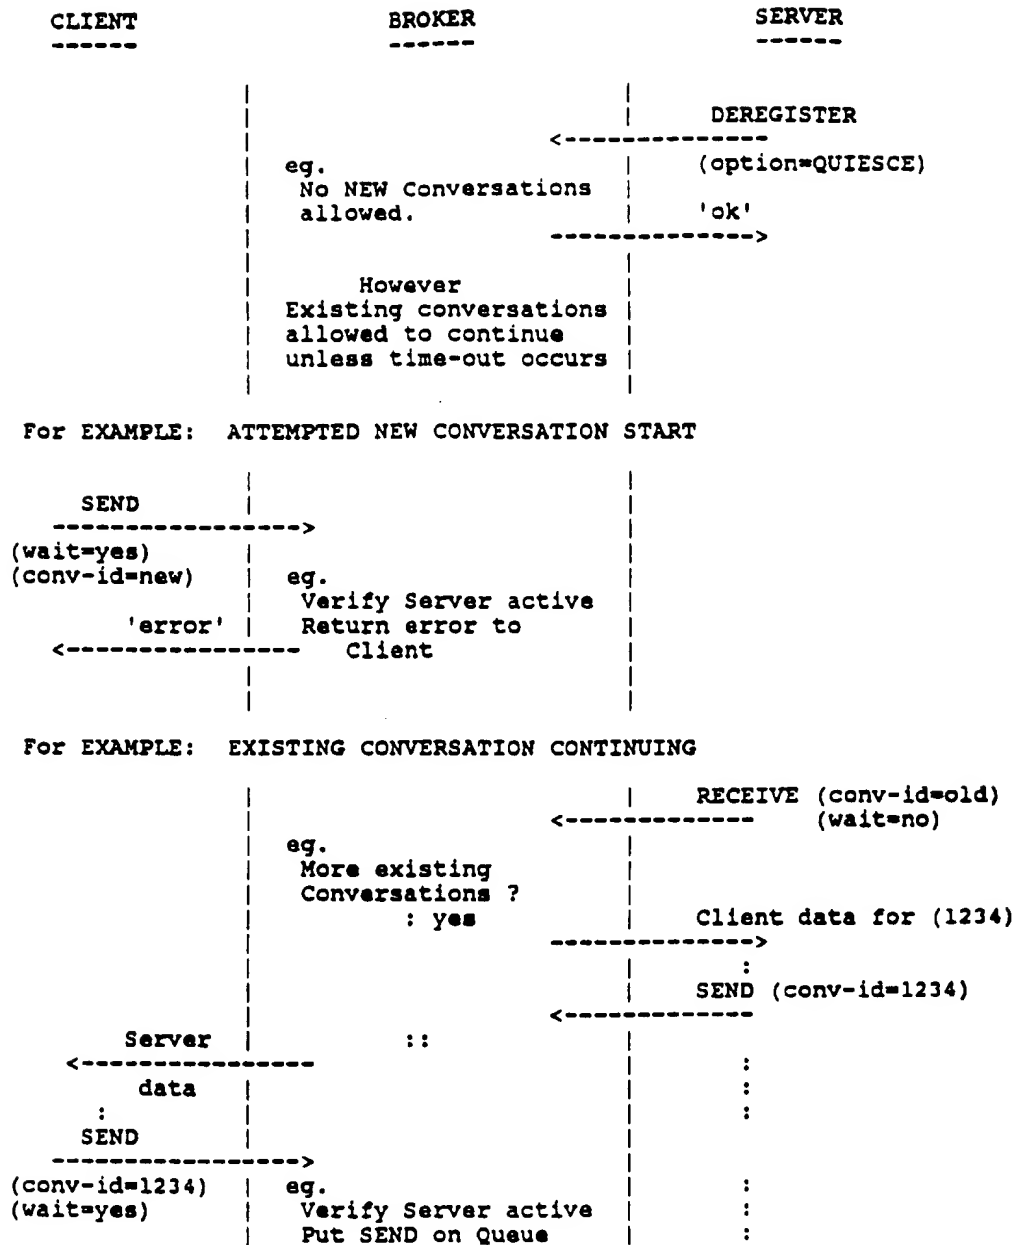 CLIENT BROKER SERVER
------ ------ ------
DEREGISTER
<---------------
eg. (option=QUIESCE)
No NEW Conversations
allowed. 'ok'
--------------->
However
Existing conversations
allowed to continue
unless time-out occurs
For EXAMPLE: ATTEMPTED NEW CONVERSATION START
SEND
------------------>
(wait=yes)
(conv-id=new) eg.
Verify Server active
'error' Return error to
<----------------- Client
For EXAMPLE: EXISTING CONVERSATION CONTINUING
RECEIVE (conv-id=old)
<-------------- (wait=no)
eg.
More existing
Conversations ?
: yes Client data for (1234)
--------------->
:
SEND (conv-id=1234)
<--------------
Server ::
<-----------------
:
data :
: :
SEND
------------------>
(conv-id=1234) eg. :
(wait=yes) Verify Server active :
Put SEND on Queue :